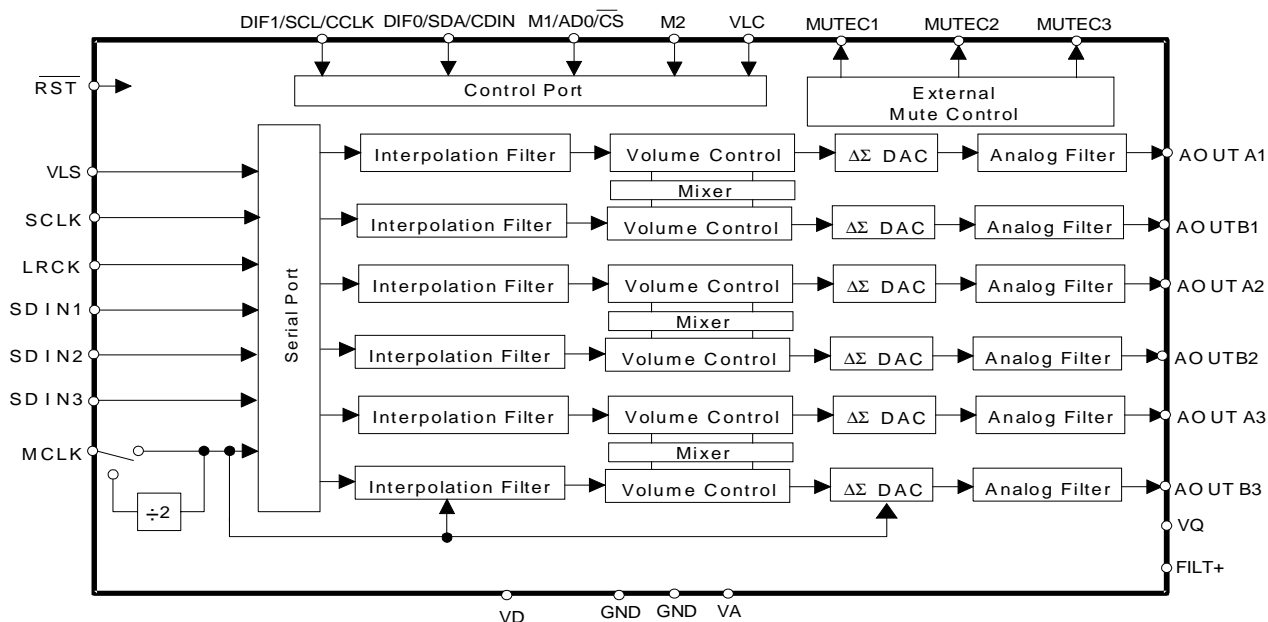 DIF1/SCL/CCLK DIF0/SDA/CDIN M1/AD0/CS M2 VLC MUTEC1 MUTEC2 MUTEC3
RST
Control Port
External
Mute Control
VLS
SCLK
LRCK
SDIN1
SDIN2
SDIN3
MCLK
÷2
Serial Port
Interpolation Filter Volume Control ΔΣ DAC Analog Filter AOUTA1
Mixer
Interpolation Filter Volume Control ΔΣ DAC Analog Filter AOUTB1
Interpolation Filter Volume Control ΔΣ DAC Analog Filter AOUTA2
Mixer
Interpolation Filter Volume Control ΔΣ DAC Analog Filter AOUTB2
Interpolation Filter Volume Control ΔΣ DAC Analog Filter AOUTA3
Mixer
Interpolation Filter Volume Control ΔΣ DAC Analog Filter AOUTB3
VQ
FILT+
VD GND GND VA